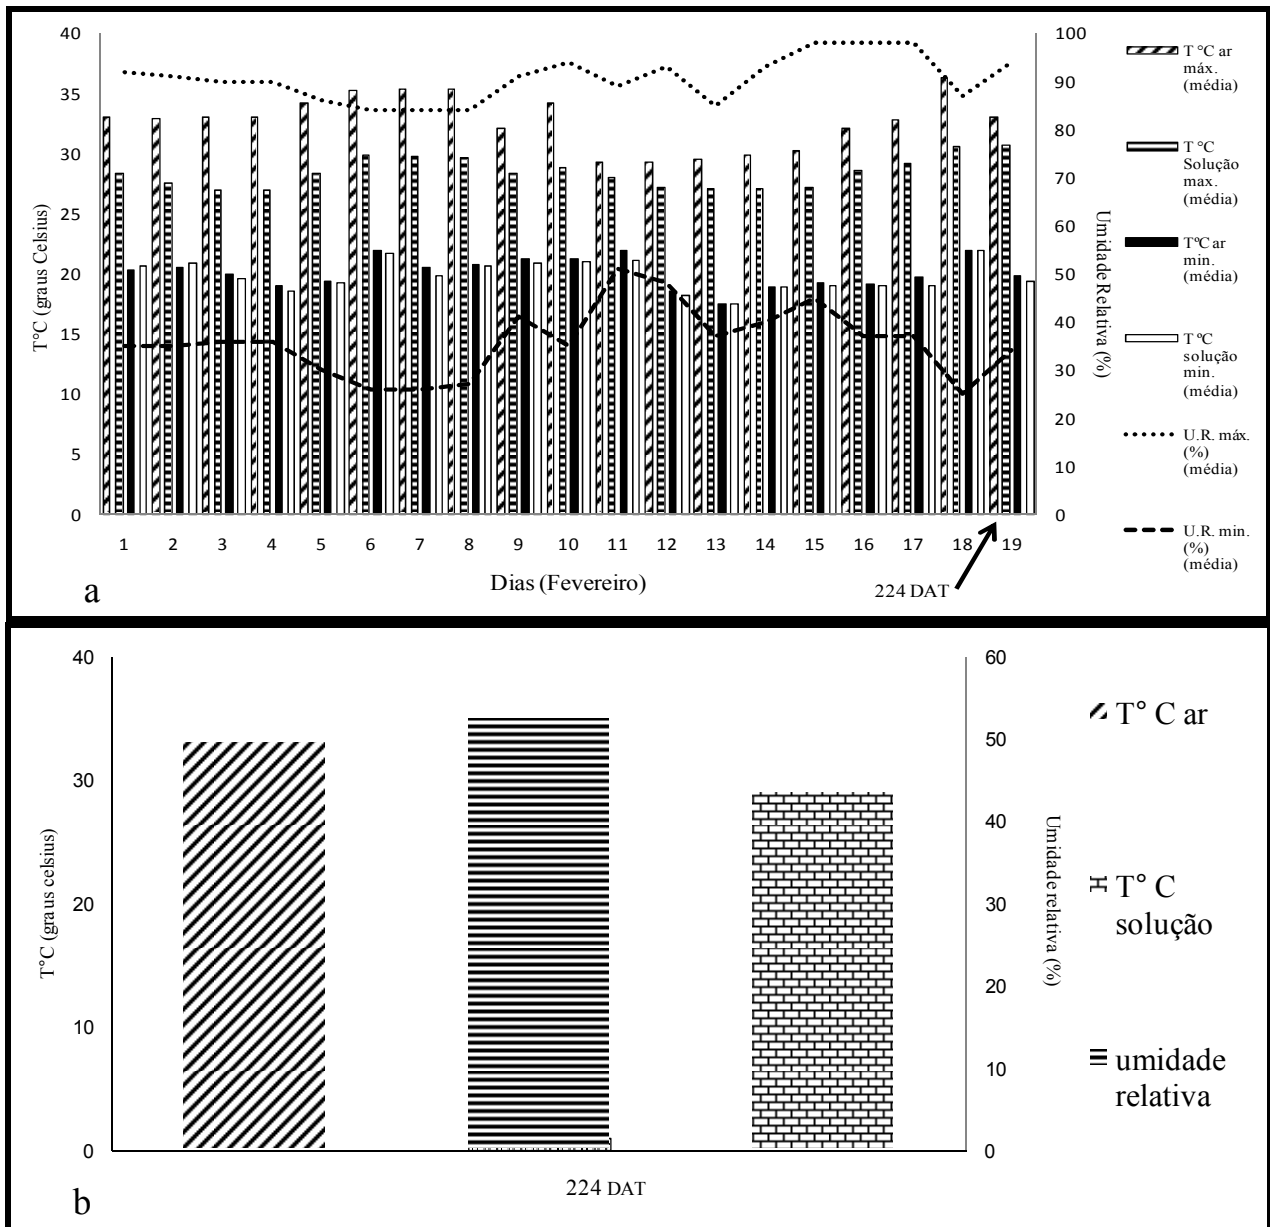 40
35
30
25
20
15
10
5
0
T°C (graus Celsius)
1 2 3 4 5 6 7 8 9 10 11 12 13 14 15 16 17 18 19
Dias (Fevereiro)
224 DAT
a
100
90
80
70
60
50
40
30
20
10
0
Umidade Relativa (%)
T °C ar
máx.
(média)
T °C
Solução
max.
(média)
T°C ar
min.
(média)
T °C
solução
min.
(média)
U.R. máx.
(%)
(média)
U.R. min.
(%)
(média)
40
30
20
10
0
T°C (graus celsius)
224 DAT
b
60
50
40
30
20
10
0
Umidade relativa (%)
T° C ar
T° C
solução
umidade
relativa